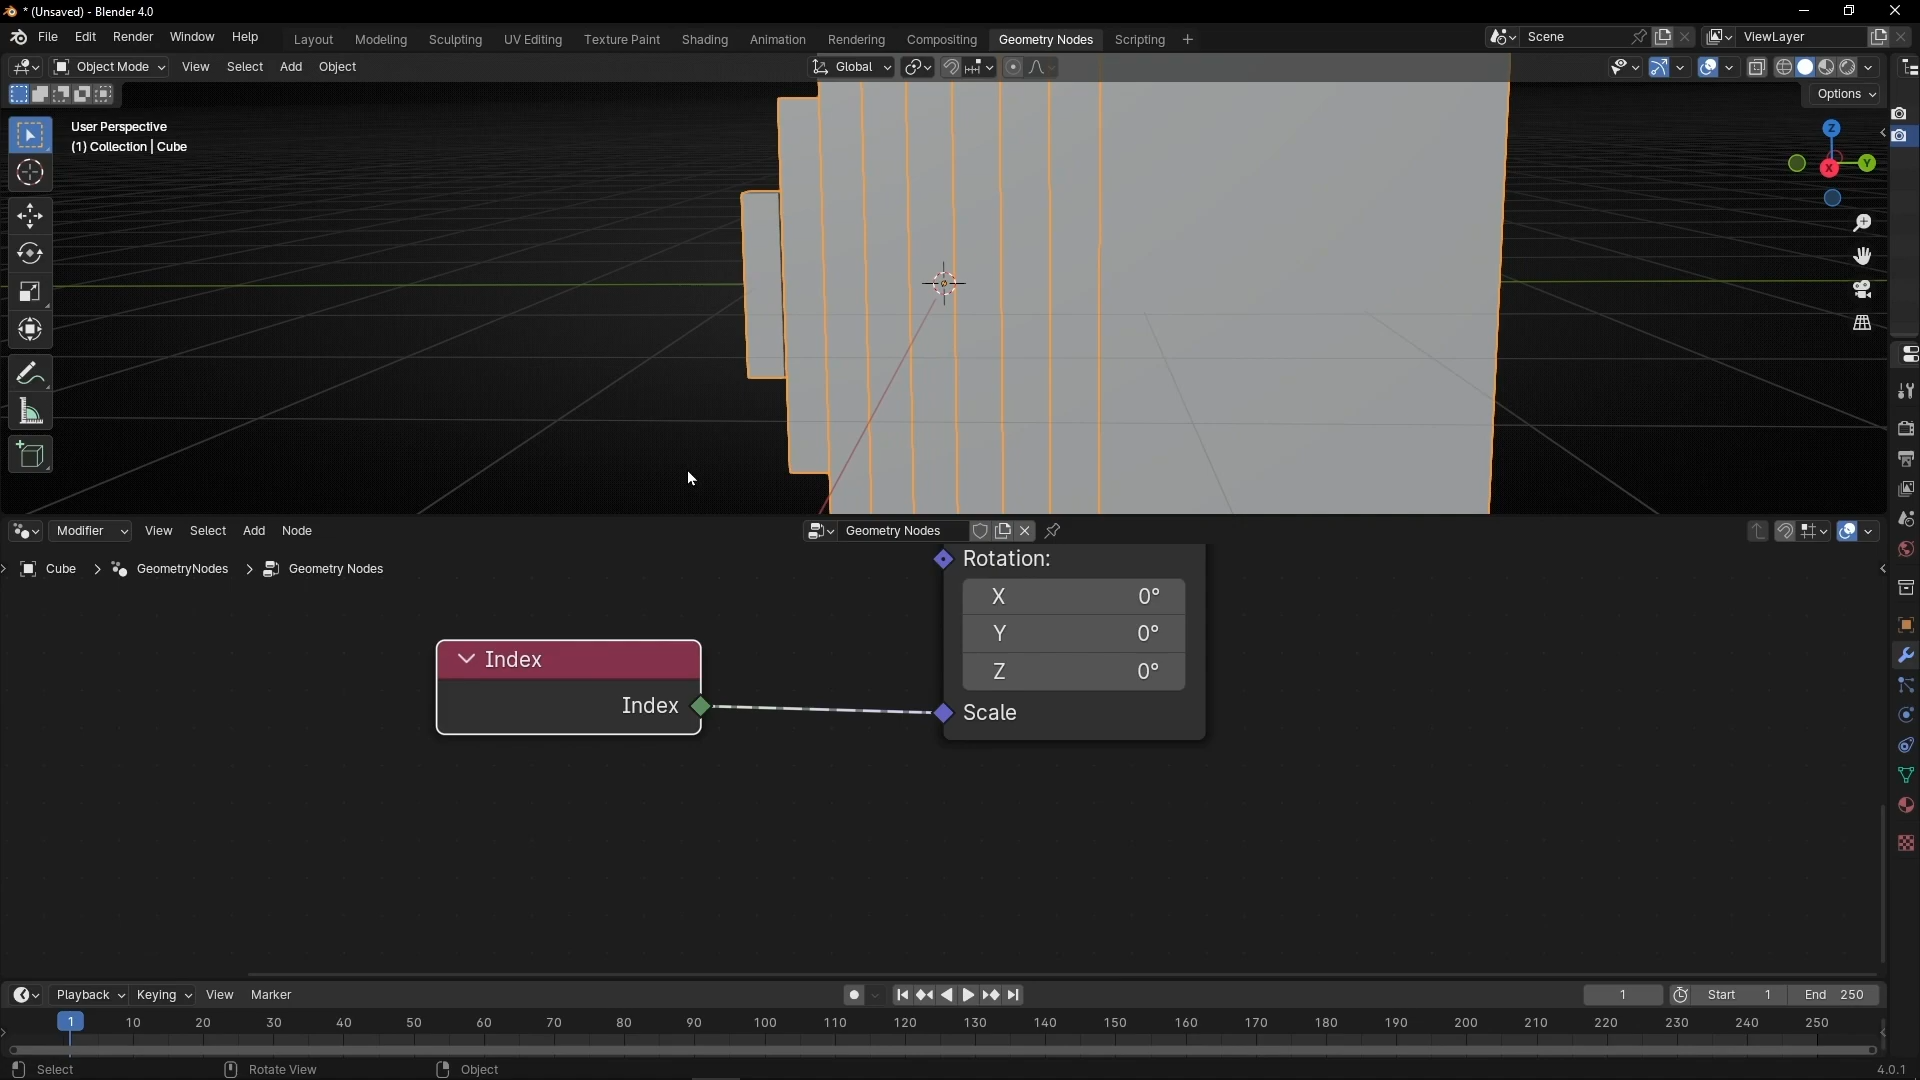 * (Unsaved) - Blender 4.0
File Edit Render Window Help Layout Modeling Sculpting UV Editing Texture Paint Shading Animation Rendering Compositing Geometry Nodes Scripting + Scene ViewLayer
Object Mode View Select Add Object Global
Options
User Perspective
(1) Collection | Cube
Z
Y
X
Modifier View Select Add Node Geometry Nodes
Cube > GeometryNodes > Geometry Nodes
Rotation:
X 0°
Y 0°
Z 0°
Scale
Index
Index
Playback Keying View Marker 1 Start 1 End 250
1 10 20 30 40 50 60 70 80 90 100 110 120 130 140 150 160 170 180 190 200 210 220 230 240 250
Select Rotate View Object 4.0.1